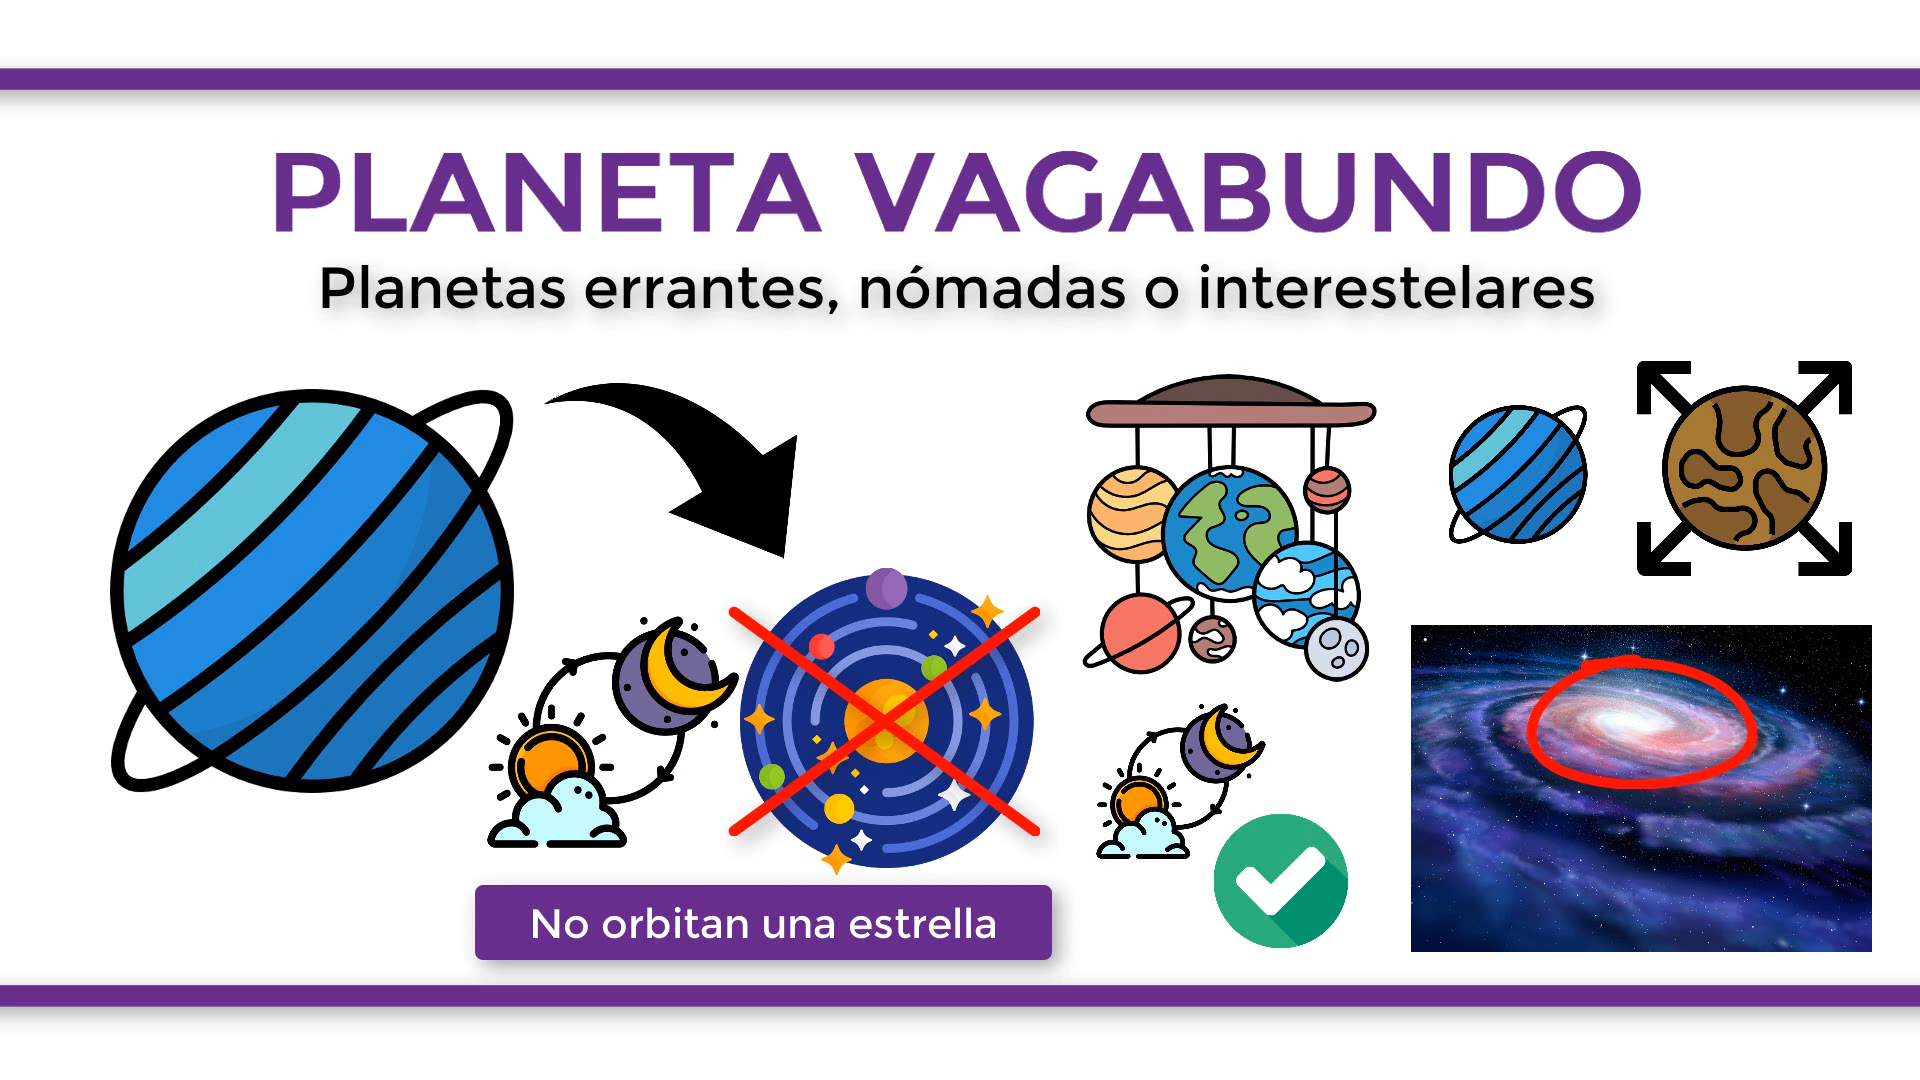 PLANETA VAGABUNDO
Planetas errantes, nómadas o interestelares
No orbitan una estrella